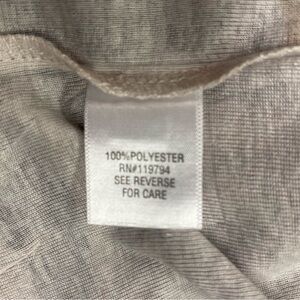 100%POLYESTER
RN#119794
SEE REVERSE
FOR CARE